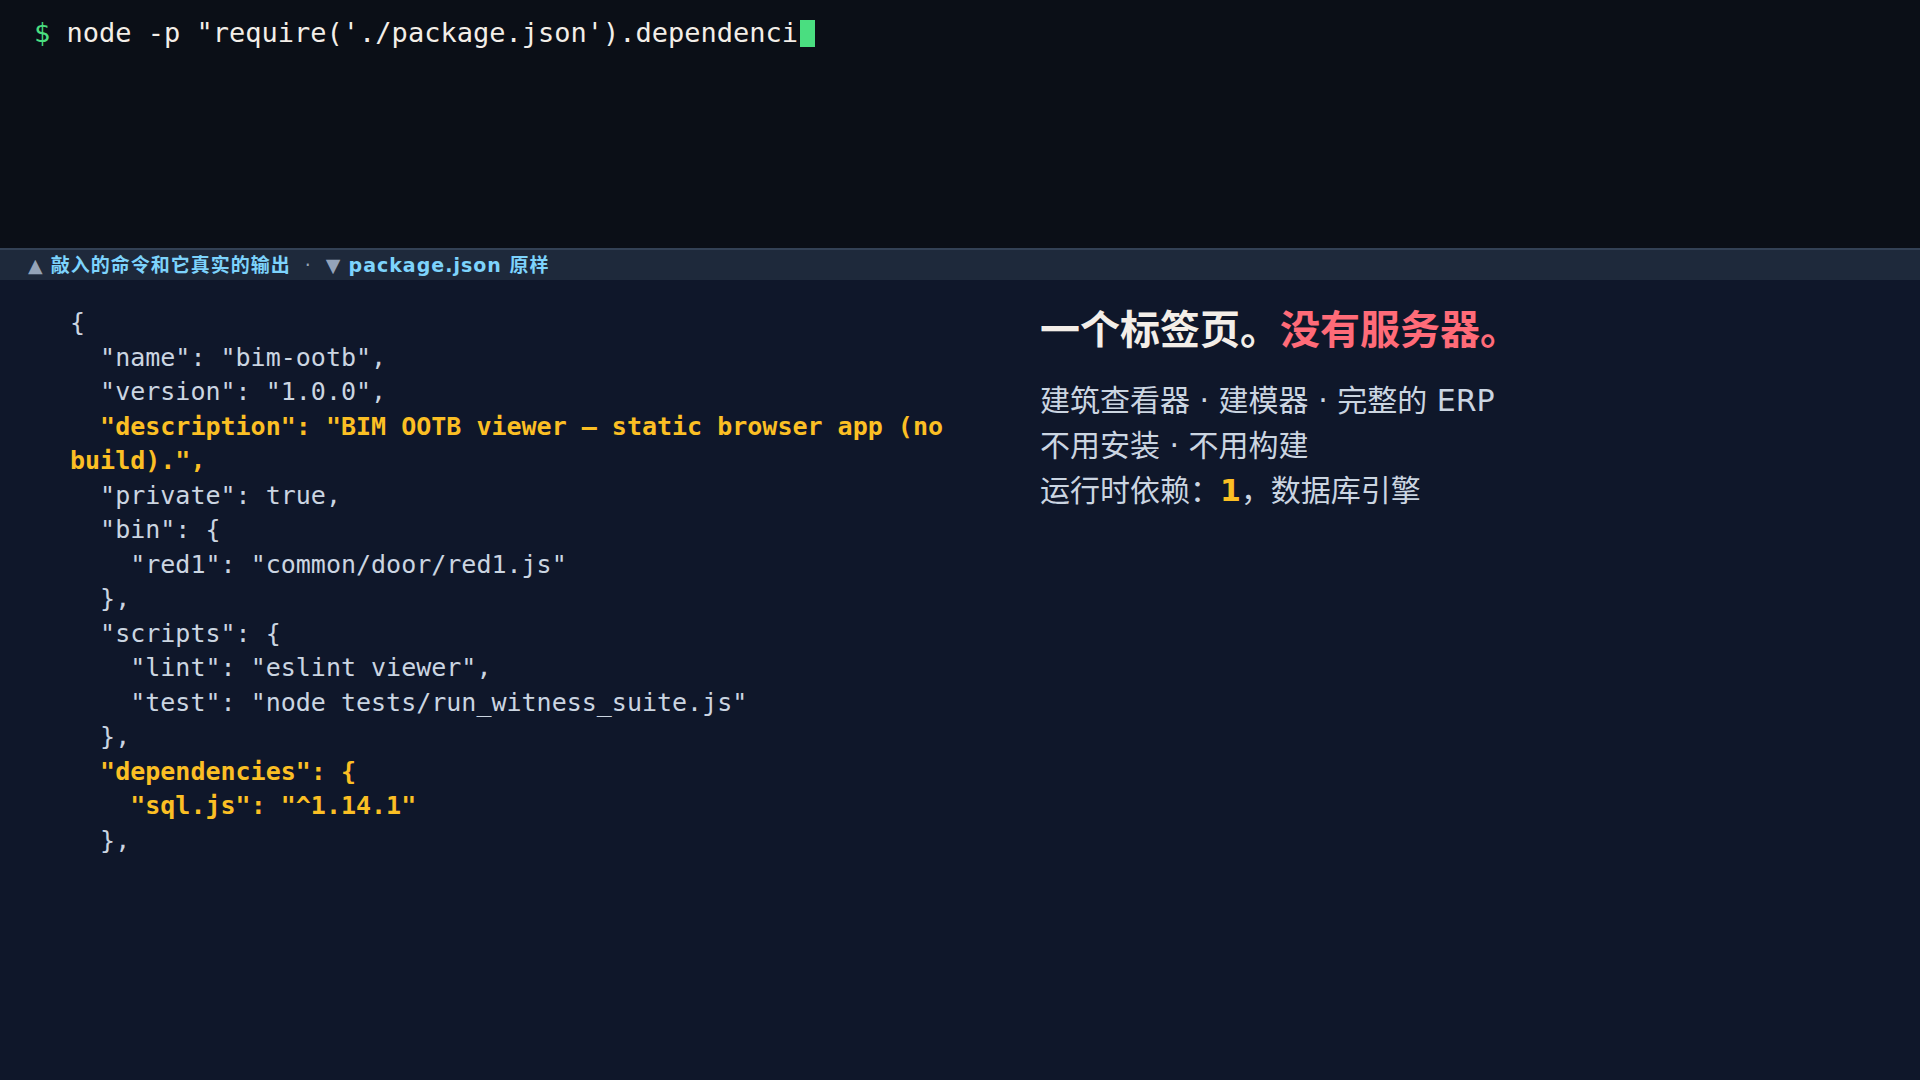 $ node -p "require('./package.json').dependenci
▲ 敲入的命令和它真实的输出 · ▼ package.json 原样
{
"name": "bim-ootb",
"version": "1.0.0",
"description": "BIM OOTB viewer — static browser app (no
build).",
"private": true,
"bin": {
"red1": "common/door/red1.js"
},
"scripts": {
"lint": "eslint viewer",
"test": "node tests/run_witness_suite.js"
},
"dependencies": {
"sql.js": "^1.14.1"
},
一个标签页。没有服务器。
建筑查看器 · 建模器 · 完整的 ERP
不用安装 · 不用构建
运行时依赖：1，数据库引擎